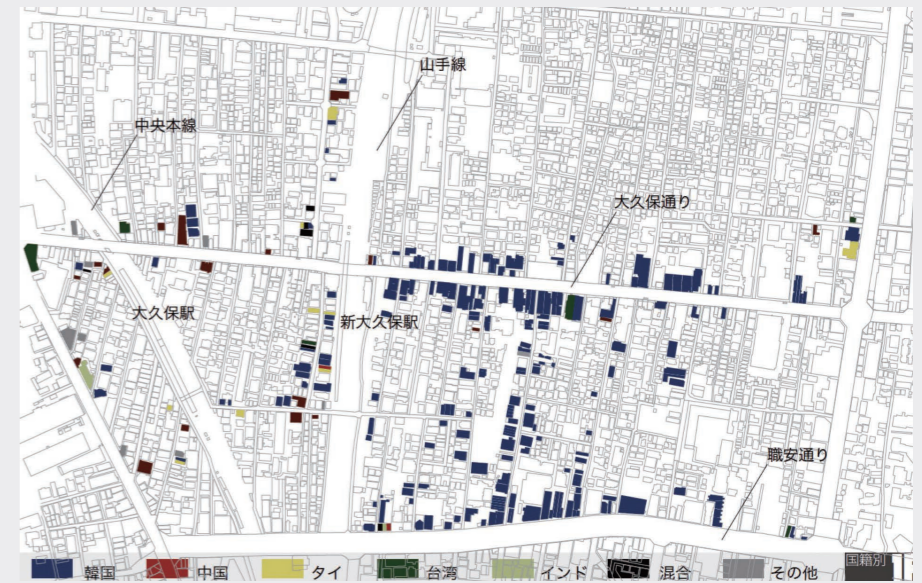 山手線
中央本線
大久保通り
大久保駅
新大久保駅
職安通り
国籍別
韓国 中国 タイ 台湾 インド 混合 その他